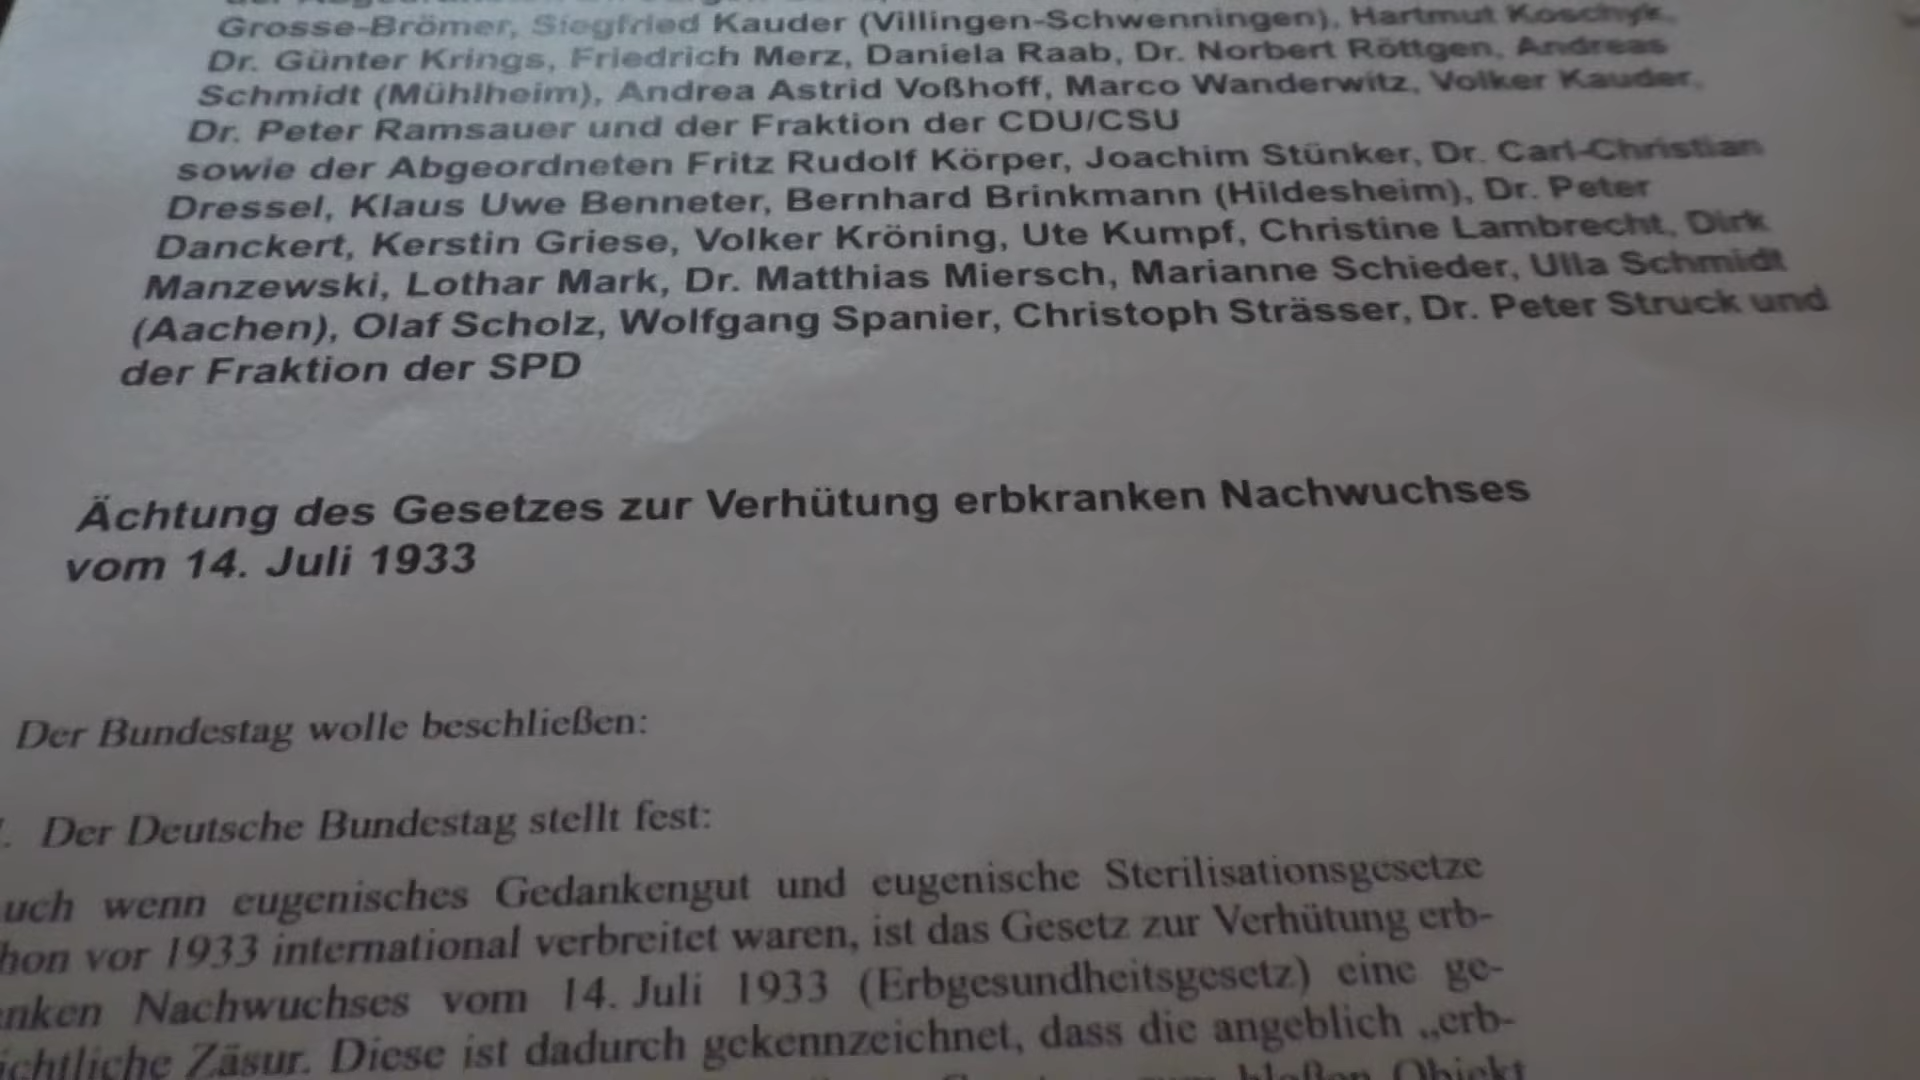 Grosse-Brömer, Siegfried Kauder (Villingen-Schwenningen), Hartmut Koschyk,
Dr. Günter Krings, Friedrich Merz, Daniela Raab, Dr. Norbert Röttgen, Andreas
Schmidt (Mühlheim), Andrea Astrid Voßhoff, Marco Wanderwitz, Volker Kauder,
Dr. Peter Ramsauer und der Fraktion der CDU/CSU
sowie der Abgeordneten Fritz Rudolf Körper, Joachim Stünker, Dr. Carl-Christian
Dressel, Klaus Uwe Benneter, Bernhard Brinkmann (Hildesheim), Dr. Peter
Danckert, Kerstin Griese, Volker Kröning, Ute Kumpf, Christine Lambrecht, Dirk
Manzewski, Lothar Mark, Dr. Matthias Miersch, Marianne Schieder, Ulla Schmidt
(Aachen), Olaf Scholz, Wolfgang Spanier, Christoph Strässer, Dr. Peter Struck und
der Fraktion der SPD
Ächtung des Gesetzes zur Verhütung erbkranken Nachwuchses
vom 14. Juli 1933
Der Bundestag wolle beschließen:
. Der Deutsche Bundestag stellt fest:
uch wenn eugenisches Gedankengut und eugenische Sterilisationsgesetze
hon vor 1933 international verbreitet waren, ist das Gesetz zur Verhütung erb-
nken Nachwuchses vom 14. Juli 1933 (Erbgesundheitsgesetz) eine ge-
ichtliche Zäsur. Diese ist dadurch gekennzeichnet, dass die angeblich „erb-
bloßen Objekt